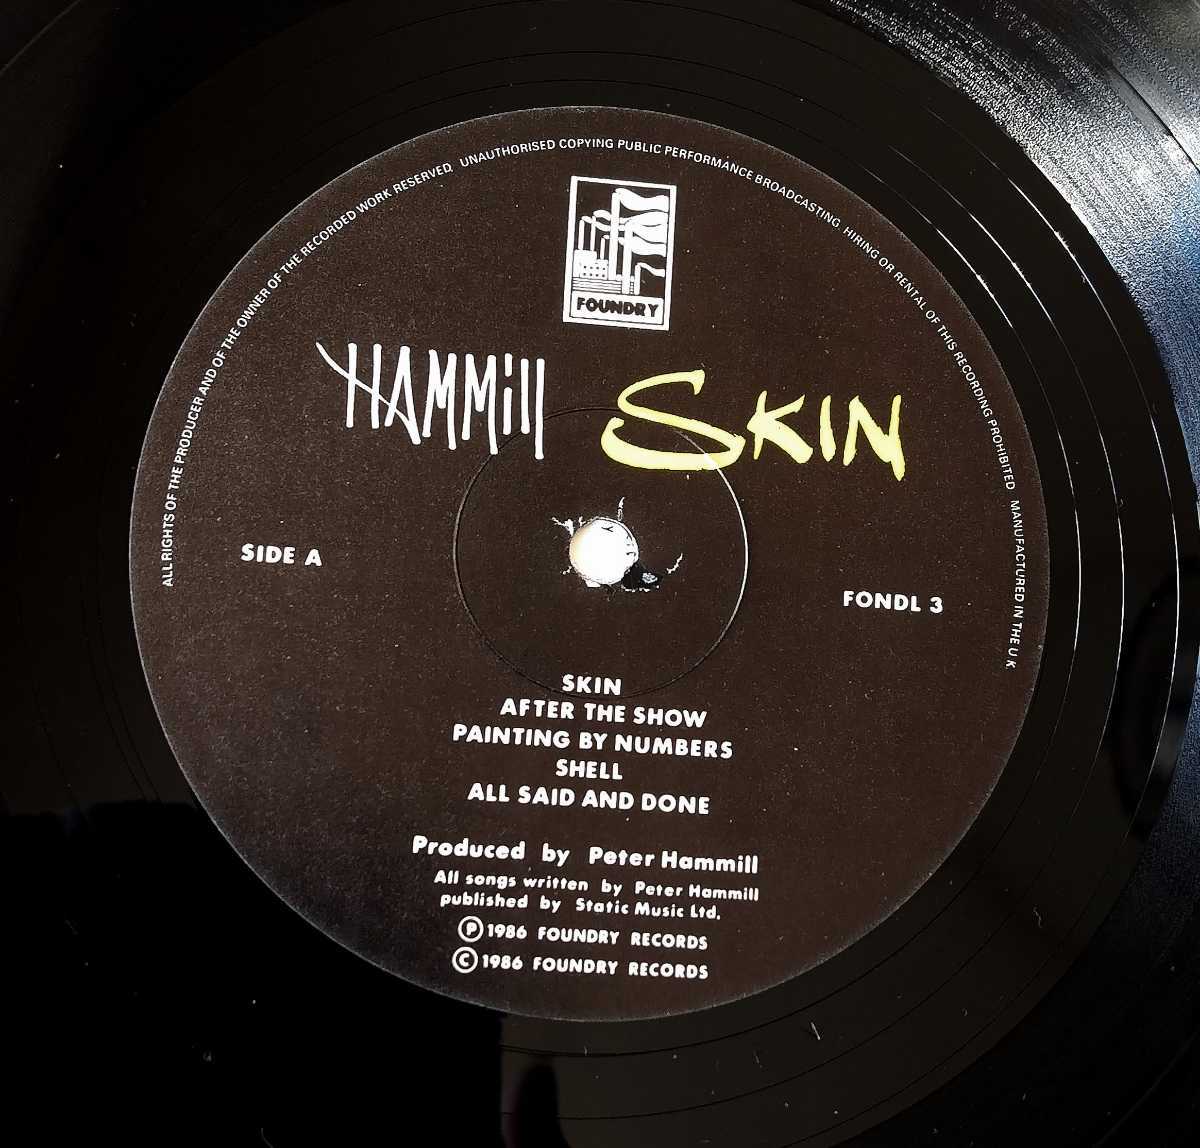 ALL RIGHTS OF THE PRODUCER AND OF THE OWNER OF THE RECORDED WORK RESERVED. UNAUTHORISED COPYING PUBLIC PERFORMANCE BROADCASTING, HIRING OR RENTAL OF THIS RECORDING PROHIBITED MANUFACTURED IN THE U K
FOUNDRY
HAMMill SKIN
SIDE A
FONDL 3
SKIN
AFTER THE SHOW
PAINTING BY NUMBERS
SHELL
ALL SAID AND DONE
Produced by Peter Hammill
All songs written by Peter Hammill
published by Static Music Ltd.
Ⓟ 1986 FOUNDRY RECORDS
© 1986 FOUNDRY RECORDS